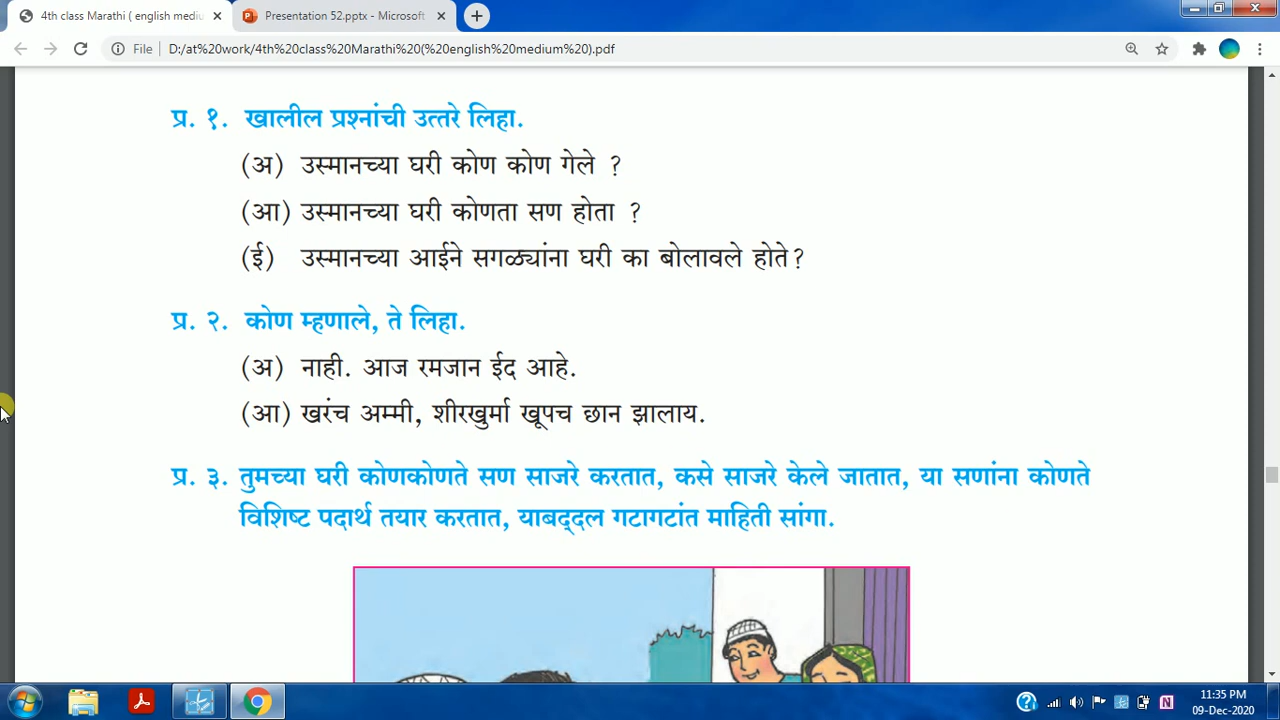 4th class Marathi ( english mediu
Presentation 52.pptx - Microsoft
File
D:/at%20work/4th%20class%20Marathi%20(%20english%20medium%20).pdf
प्र. १. खालील प्रश्नांची उत्तरे लिहा.
(अ) उस्मानच्या घरी कोण कोण गेले ?
(आ) उस्मानच्या घरी कोणता सण होता ?
(ई) उस्मानच्या आईने सगळ्यांना घरी का बोलावले होते?
प्र. २. कोण म्हणाले, ते लिहा.
(अ) नाही. आज रमजान ईद आहे.
(आ) खरंच अम्मी, शीरखुर्मा खूपच छान झालाय.
प्र. ३. तुमच्या घरी कोणकोणते सण साजरे करतात, कसे साजरे केले जातात, या सणांना कोणते
विशिष्ट पदार्थ तयार करतात, याबद्दल गटागटांत माहिती सांगा.
11:35 PM
09-Dec-2020